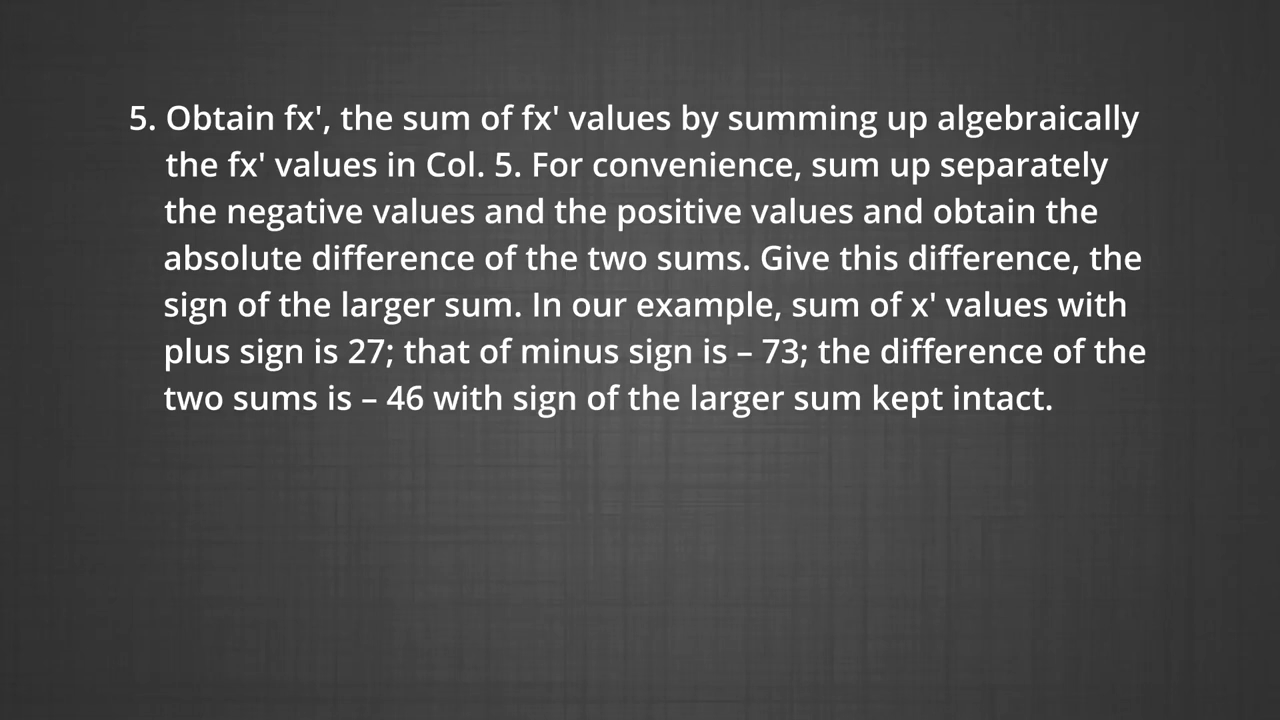 5. Obtain fx', the sum of fx' values by summing up algebraically
the fx' values in Col. 5. For convenience, sum up separately
the negative values and the positive values and obtain the
absolute difference of the two sums. Give this difference, the
sign of the larger sum. In our example, sum of x' values with
plus sign is 27; that of minus sign is – 73; the difference of the
two sums is – 46 with sign of the larger sum kept intact.